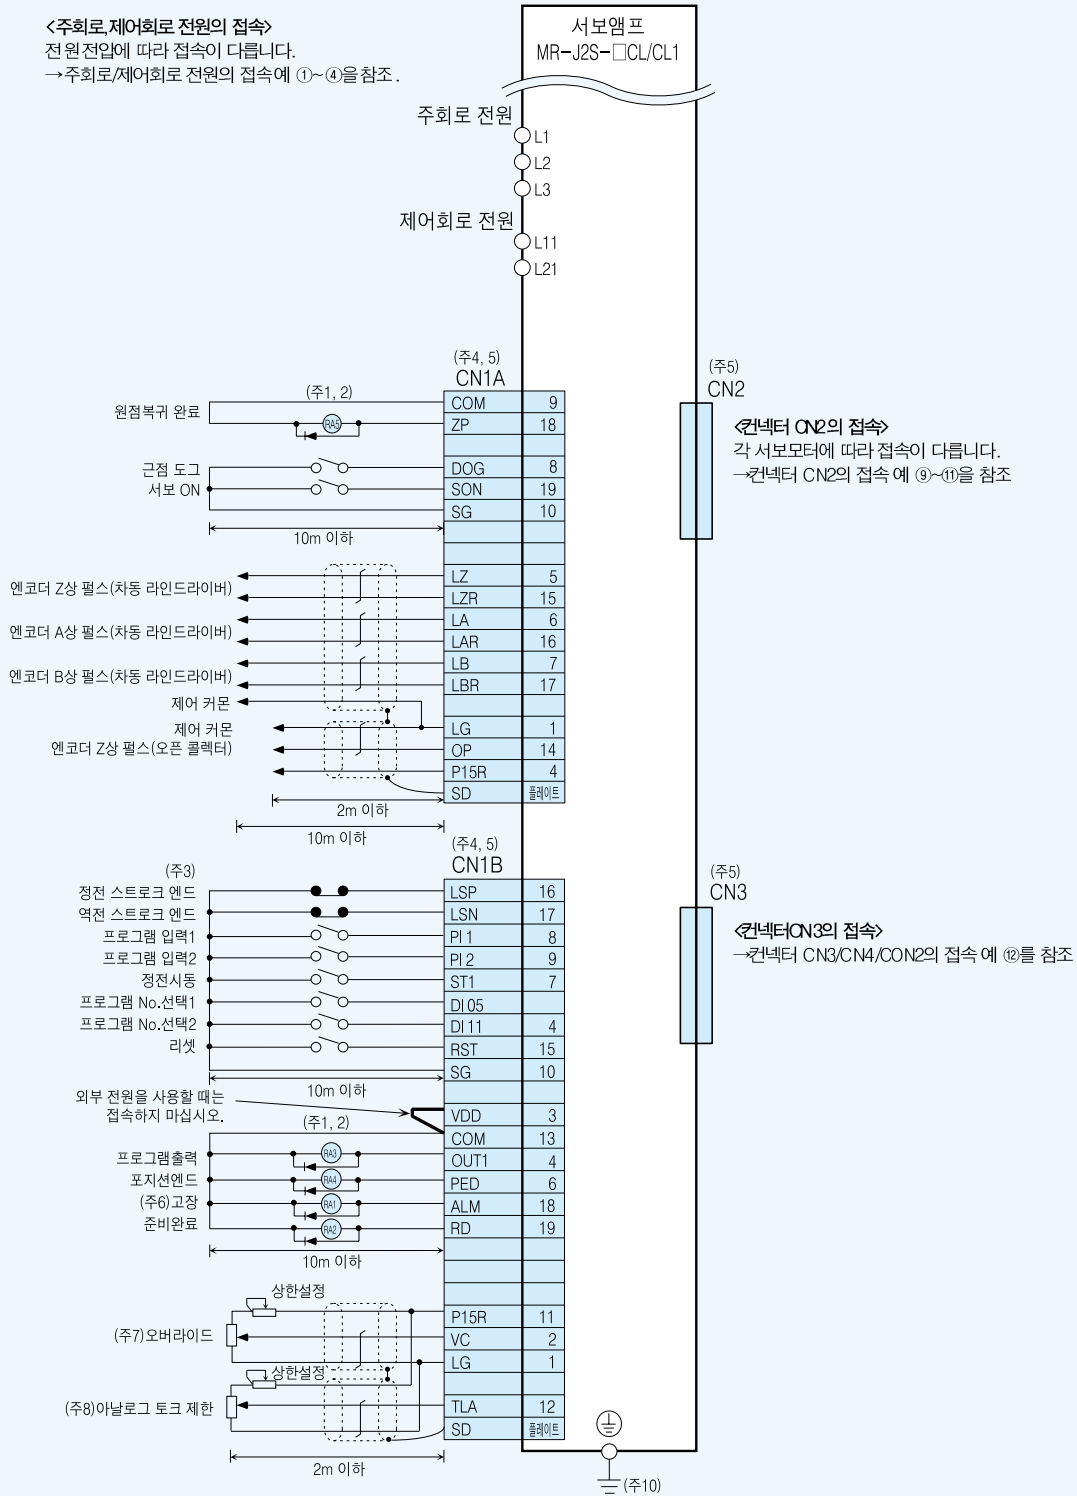 <주회로,제어회로 전원의 접속>
전원전압에 따라 접속이 다릅니다.
→주회로/제어회로 전원의 접속예 ①~④을 참조.
서보앰프
MR-J2S-□CL/CL1
주회로 전원
L1
L2
L3
제어회로 전원
L11
L21
(주4, 5)
CN1A
(주1, 2)
원점복귀 완료
COM 9
RA5
ZP 18
근점 도그 DOG 8
서보 ON SON 19
SG 10
10m 이하
엔코더 Z상 펄스(차동 라인드라이버)
LZ 5
LZR 15
엔코더 A상 펄스(차동 라인드라이버)
LA 6
LAR 16
엔코더 B상 펄스(차동 라인드라이버)
LB 7
LBR 17
제어 커몬
제어 커몬 LG 1
엔코더 Z상 펄스(오픈 콜렉터) OP 14
P15R 4
SD 플레이트
2m 이하
10m 이하
(주5)
CN2
<컨넥터 CN2의 접속>
각 서보모터에 따라 접속이 다릅니다.
→컨넥터 CN2의 접속 예 ⑨~⑪을 참조
(주4, 5)
CN1B
(주3)
정전 스트로크 엔드 LSP 16
역전 스트로크 엔드 LSN 17
프로그램 입력1 PI 1 8
프로그램 입력2 PI 2 9
정전시동 ST1 7
프로그램 No.선택1 DI 05
프로그램 No.선택2 DI 11 4
리셋 RST 15
SG 10
10m 이하
외부 전원을 사용할 때는
접속하지 마십시오.
VDD 3
(주1, 2)
COM 13
프로그램출력 RA3 OUT1 4
포지션엔드 RA4 PED 6
(주6)고장 RA1 ALM 18
준비완료 RA2 RD 19
10m 이하
상한설정
P15R 11
(주7)오버라이드 VC 2
LG 1
상한설정
(주8)아날로그 토크 제한 TLA 12
SD 플레이트
2m 이하
(주5)
CN3
<컨넥터CN3의 접속>
→컨넥터 CN3/CN4/CON2의 접속 예 ⑫를 참조
(주10)